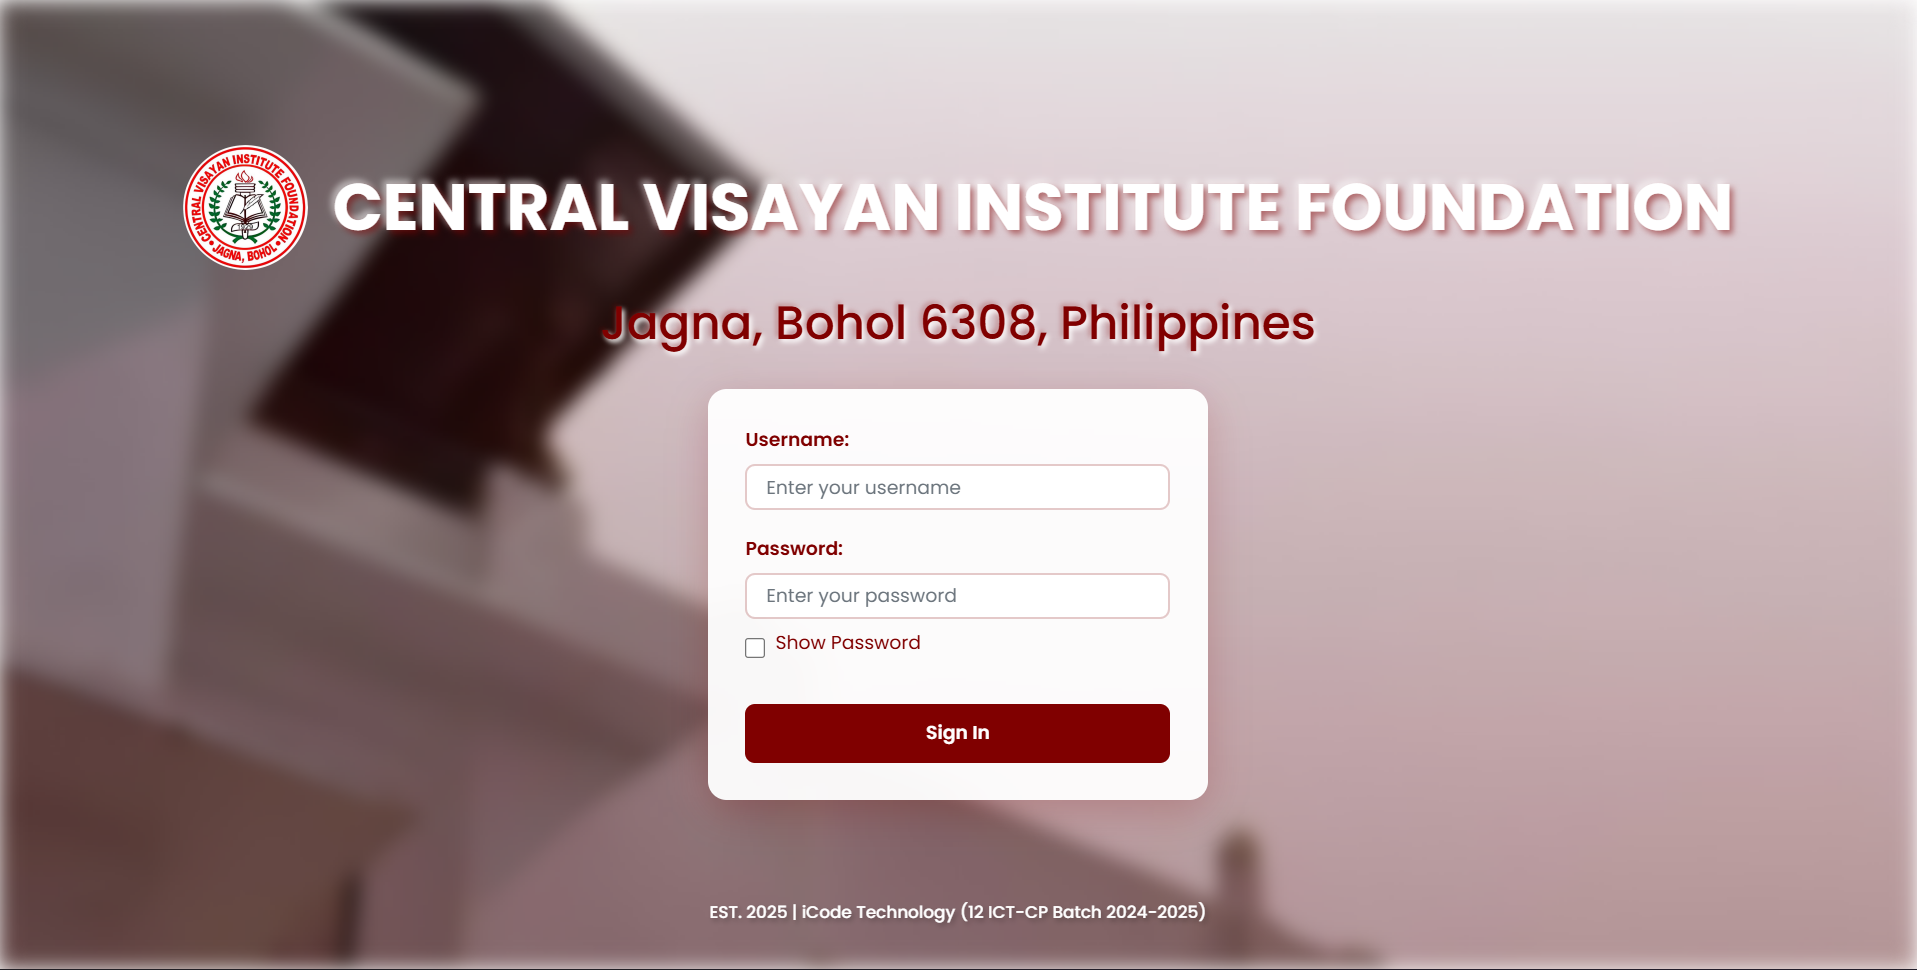 CENTRAL VISAYAN INSTITUTE FOUNDATION
JAGNA, BOHOL
CENTRAL VISAYAN INSTITUTE FOUNDATION
Jagna, Bohol 6308, Philippines
Username:
Enter your username
Password:
Enter your password
Show Password
Sign In
EST. 2025 | iCode Technology (12 ICT-CP Batch 2024-2025)